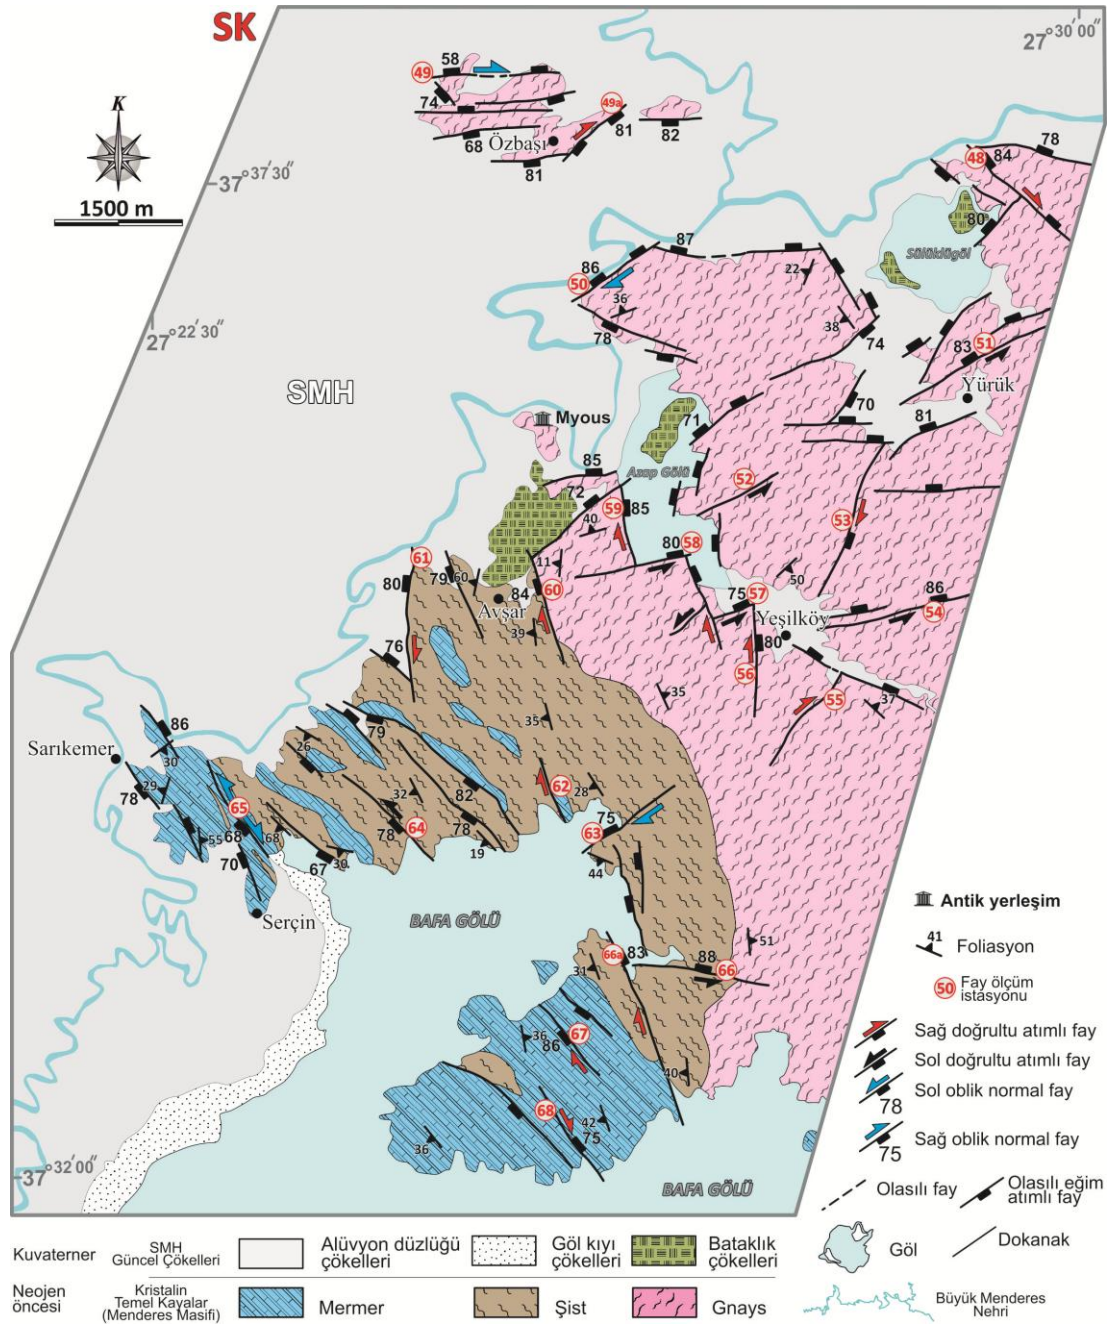 SK
27°30'00"
K
1500 m
37°37'30"
27°22'30"
SMH
58
49
74
68
Özbaşı
81
49a
81
82
78
48
84
80
Sülüklügöl
87
86
50
36
78
22
38
74
51
83
Yürük
70
81
Myous
71
Azap Gölü
85
72
59
85
40
52
53
11
80
58
50
61
80
79
60
84
60
Avşar
39
75
57
Yeşilköy
86
54
80
56
76
35
55
37
86
Sarıkemer
30
29
78
79
26
35
65
68
55
68
70
32
82
78
64
78
19
62
28
75
63
44
67
30
Serçin
BAFA GÖLÜ
66a
83
88
66
51
31
36
67
86
40
68
42
75
36
37°32'00"
BAFA GÖLÜ
Antik yerleşim
41
Foliasyon
50
Fay ölçüm
istasyonu
Sağ doğrultu atımlı fay
Sol doğrultu atımlı fay
78
Sol oblik normal fay
75
Sağ oblik normal fay
Olasılı fay
Olasılı eğim
atımlı fay
Göl
Dokanak
Büyük Menderes
Nehri
Kuvaterner
SMH
Güncel Çökelleri
Alüvyon düzlüğü
çökelleri
Göl kıyı
çökelleri
Bataklık
çökelleri
Neojen
öncesi
Kristalin
Temel Kayalar
(Menderes Masifi)
Mermer
Şist
Gnays